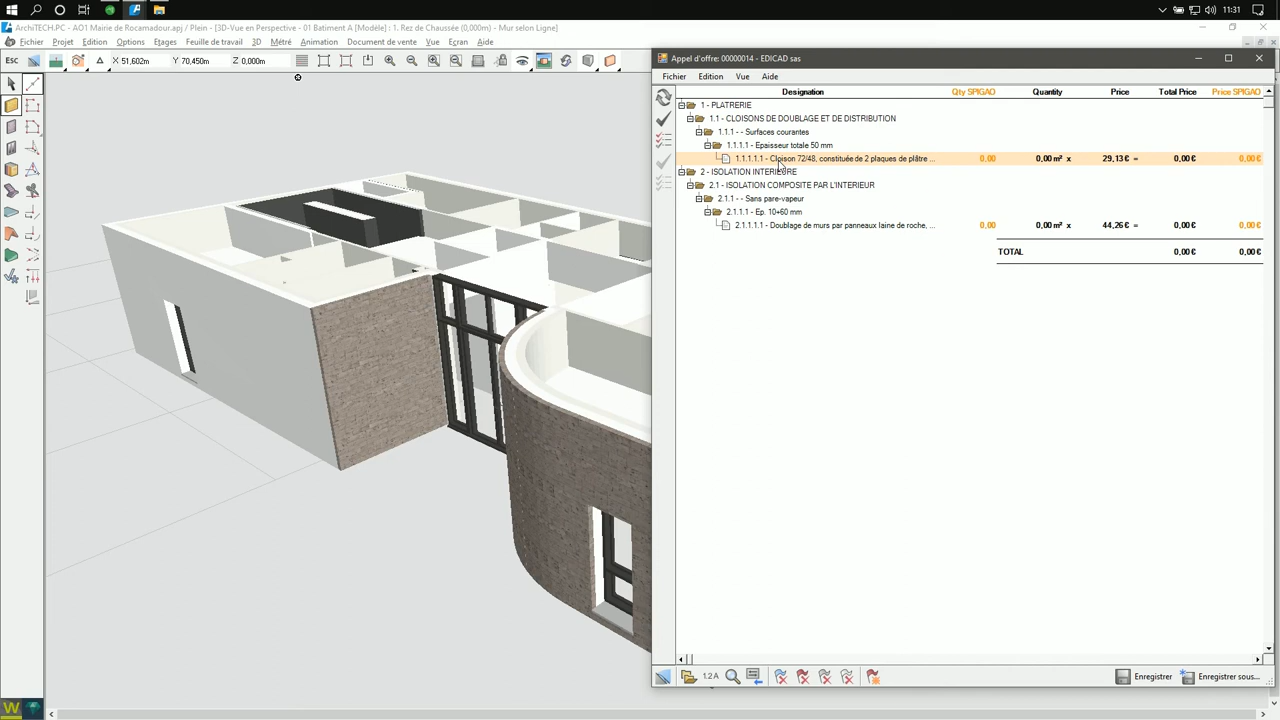 11:31
ArchiTECH.PC - AO1 Mairie de Rocamadour.apj / Plein - [3D-Vue en Perspective - 01 Batiment A [Modèle] : 1. Rez de Chaussée (0,000m) - Mur selon Ligne]
Fichier Projet Edition Options Etages Feuille de travail 3D Métré Animation Document de vente Vue Ecran Aide
Esc X 51,602m Y 70,450m Z 0,000m
Appel d'offre: 00000014 - EDICAD sas
Fichier Edition Vue Aide
Designation Qty SPIGAO Quantity Price Total Price Price SPIGAO
1 - PLATRERIE
1.1 - CLOISONS DE DOUBLAGE ET DE DISTRIBUTION
1.1.1 - - Surfaces courantes
1.1.1.1 - Epaisseur totale 50 mm
1.1.1.1.1 - Cloison 72/48, constituée de 2 plaques de plâtre ... 0,00 0,00 m² x 29,13 € = 0,00 € 0,00 €
2 - ISOLATION INTERIEURE
2.1 - ISOLATION COMPOSITE PAR L'INTERIEUR
2.1.1 - - Sans pare-vapeur
2.1.1.1 - Ep. 10+60 mm
2.1.1.1.1 - Doublage de murs par panneaux laine de roche, ... 0,00 0,00 m² x 44,26 € = 0,00 € 0,00 €
TOTAL 0,00 € 0,00 €
1.2 A Enregistrer Enregistrer sous...